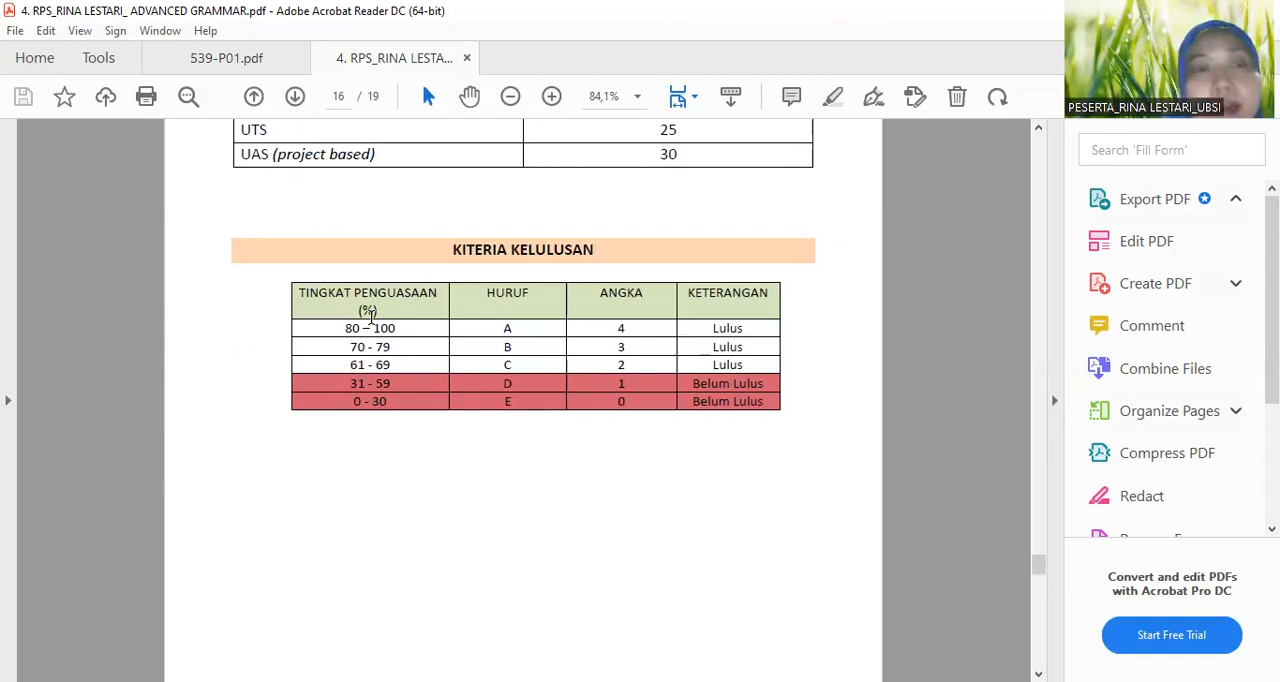 4. RPS_RINA LESTARI_ ADVANCED GRAMMAR.pdf - Adobe Acrobat Reader DC (64-bit)
File Edit View Sign Window Help
Home Tools 539-P01.pdf 4. RPS_RINA LESTA... ×
16 / 19 84,1%
PESERTA_RINA LESTARI_UBSI
UTS 25
UAS (project based) 30
KITERIA KELULUSAN
TINGKAT PENGUASAAN (%) HURUF ANGKA KETERANGAN
80 – 100 A 4 Lulus
70 - 79 B 3 Lulus
61 - 69 C 2 Lulus
31 - 59 D 1 Belum Lulus
0 - 30 E 0 Belum Lulus
Search 'Fill Form'
Export PDF
Edit PDF
Create PDF
Comment
Combine Files
Organize Pages
Compress PDF
Redact
Convert and edit PDFs
with Acrobat Pro DC
Start Free Trial